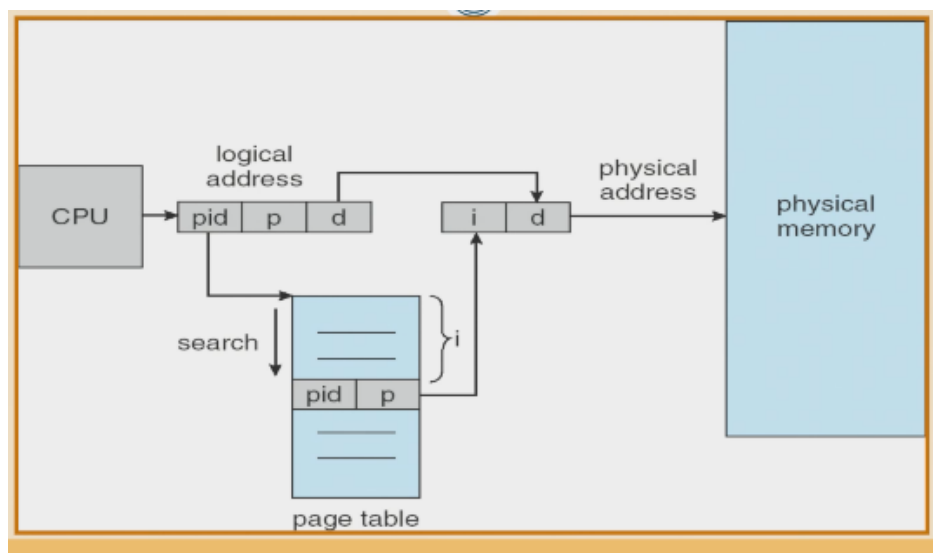 logical
address
physical
address
CPU
pid p d
i d
physical
memory
search
i
pid p
page table